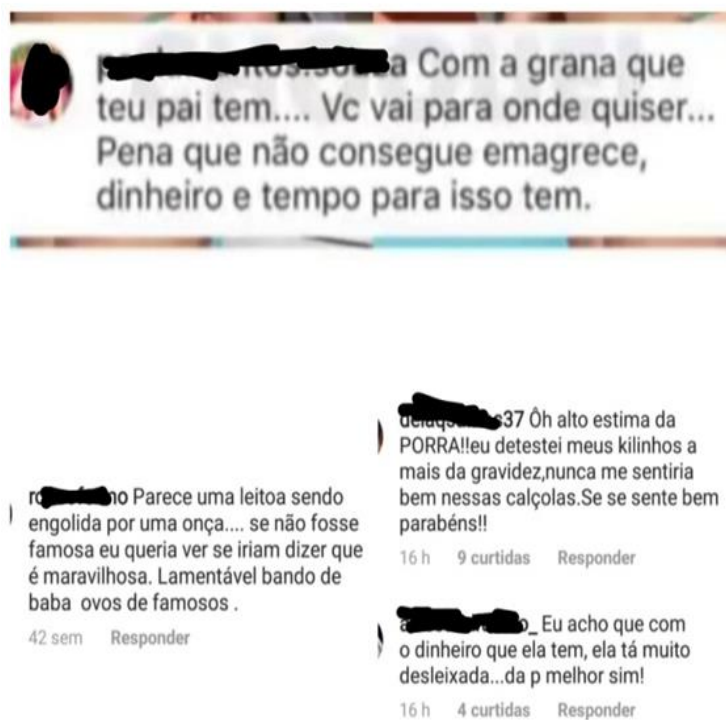 Com a grana que
teu pai tem.... Vc vai para onde quiser...
Pena que não consegue emagrece,
dinheiro e tempo para isso tem.
s37 Ôh alto estima da
PORRA!!eu detestei meus kilinhos a
mais da gravidez,nunca me sentiria
bem nessas calçolas.Se se sente bem
parabéns!!
16 h 9 curtidas Responder
no Parece uma leitoa sendo
engolida por uma onça.... se não fosse
famosa eu queria ver se iriam dizer que
é maravilhosa. Lamentável bando de
baba ovos de famosos .
42 sem Responder
Eu acho que com
o dinheiro que ela tem, ela tá muito
desleixada...da p melhor sim!
16 h 4 curtidas Responder